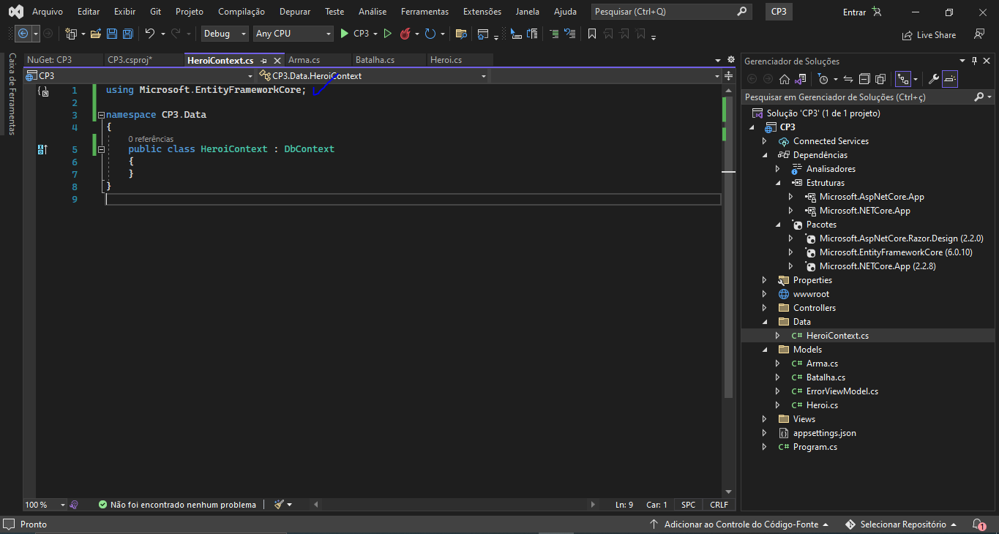 Arquivo Editar Exibir Git Projeto Compilação Depurar Teste Análise Ferramentas Extensões Janela Ajuda Pesquisar (Ctrl+Q) CP3 Entrar
Debug Any CPU CP3 Live Share
Caixa de Ferramentas
NuGet: CP3 CP3.csproj* HeroiContext.cs Arma.cs Batalha.cs Heroi.cs
CP3 CP3.Data.HeroiContext
1 using Microsoft.EntityFrameworkCore;
2
3 namespace CP3.Data
4 {
0 referências
5 public class HeroiContext : DbContext
6 {
7 }
8 }
9
100 % Não foi encontrado nenhum problema Ln: 9 Car: 1 SPC CRLF
Gerenciador de Soluções
Pesquisar em Gerenciador de Soluções (Ctrl+ç)
Solução 'CP3' (1 de 1 projeto)
CP3
Connected Services
Dependências
Analisadores
Estruturas
Microsoft.AspNetCore.App
Microsoft.NETCore.App
Pacotes
Microsoft.AspNetCore.Razor.Design (2.2.0)
Microsoft.EntityFrameworkCore (6.0.10)
Microsoft.NETCore.App (2.2.8)
Properties
wwwroot
Controllers
Data
C# HeroiContext.cs
Models
C# Arma.cs
C# Batalha.cs
C# ErrorViewModel.cs
C# Heroi.cs
Views
appsettings.json
C# Program.cs
Pronto Adicionar ao Controle do Código-Fonte Selecionar Repositório 1